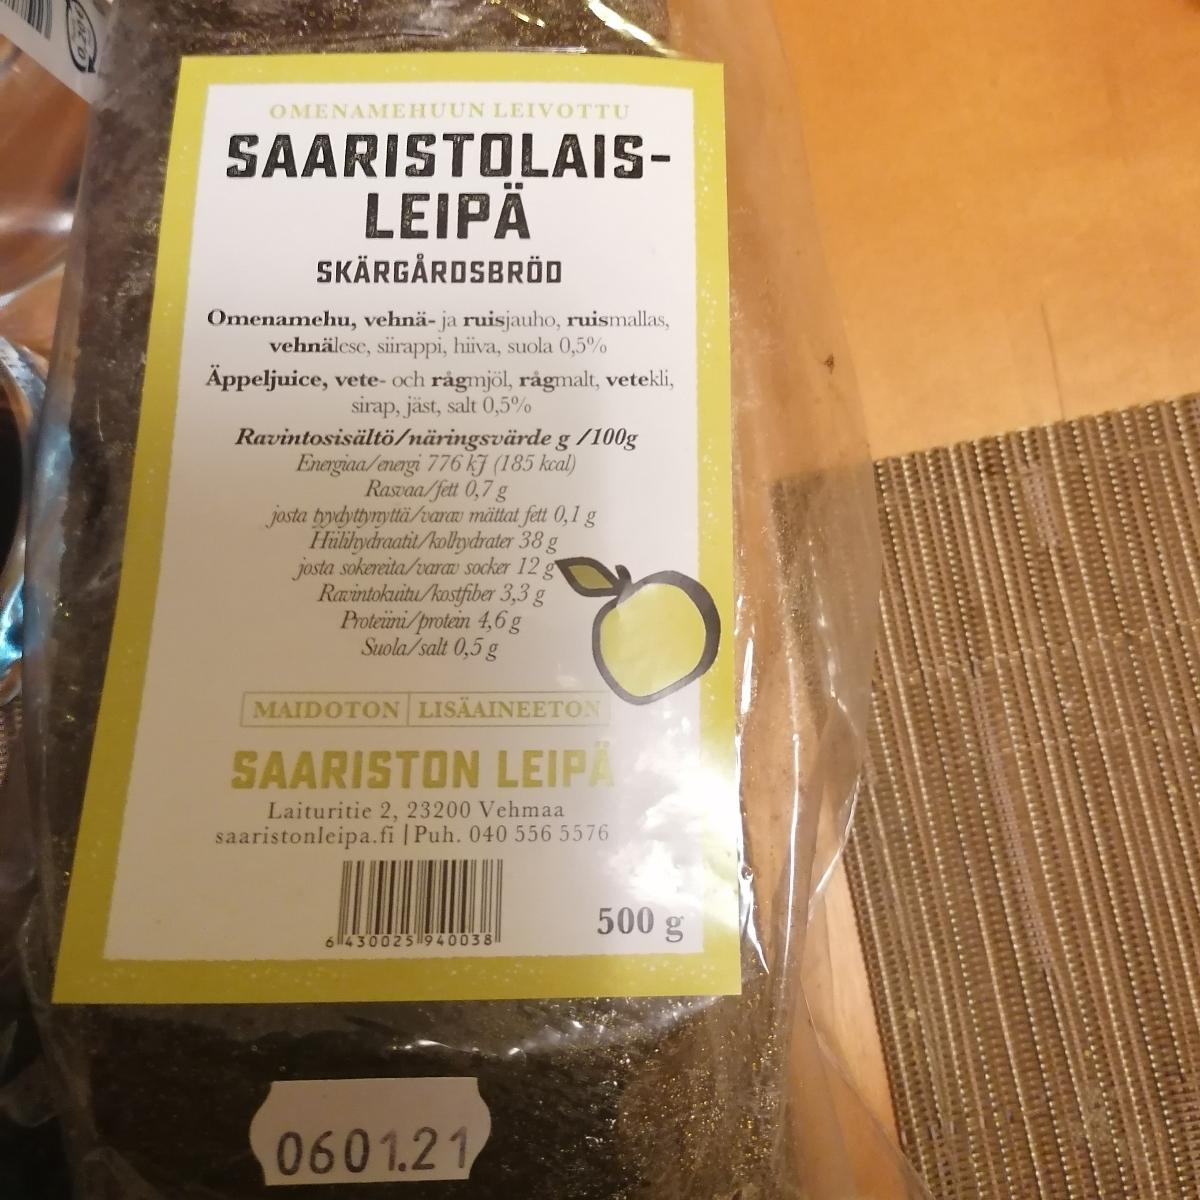 OMENAMEHUUN LEIVOTTU
SAARISTOLAIS-
LEIPÄ
SKÄRGÅRDSBRÖD
Omenamehu, vehnä- ja ruisjauho, ruismallas,
vehnälese, siirappi, hiiva, suola 0,5%
Äppeljuice, vete- och rågmjöl, rågmalt, vetekli,
sirap, jäst, salt 0,5%
Ravintosisältö/näringsvärde g /100g
Energiaa/energi 776 kJ (185 kcal)
Rasvaa/fett 0,7 g
josta tyydyttynyttä/varav mättat fett 0,1 g
Hiilihydraatit/kolhydrater 38 g
josta sokereita/varav socker 12 g
Ravintokuitu/kostfiber 3,3 g
Proteiini/protein 4,6 g
Suola/salt 0,5 g
MAIDOTON LISÄAINEETON
SAARISTON LEIPÄ
Laituritie 2, 23200 Vehmaa
saaristonleipa.fi | Puh. 040 556 5576
6 430025 940038
500 g
0601.21